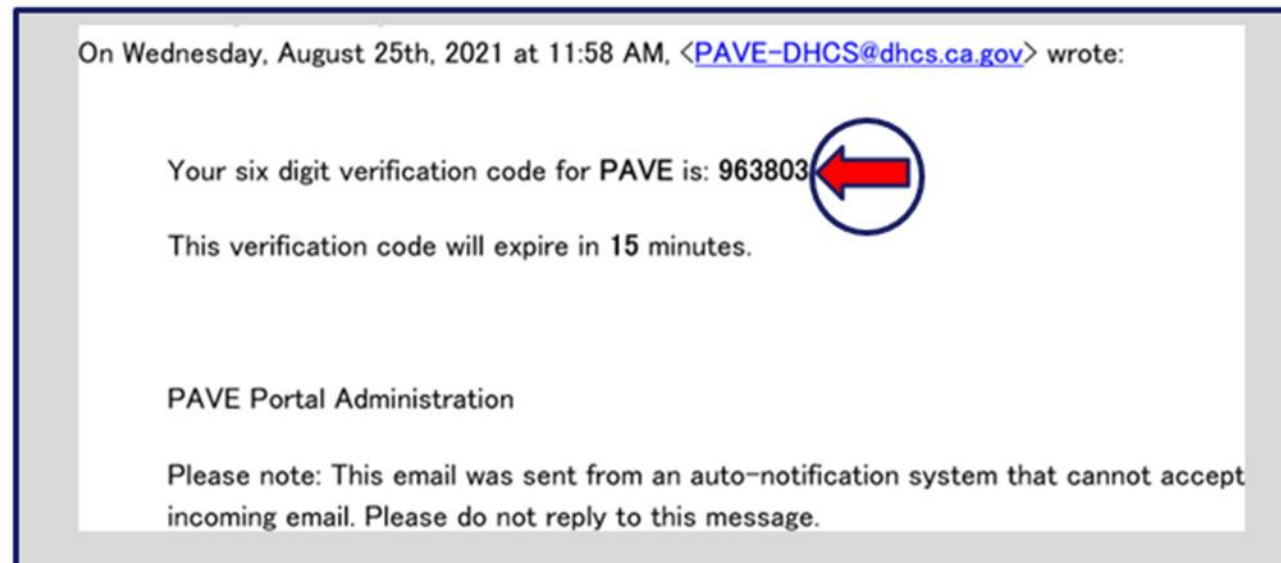 On Wednesday, August 25th, 2021 at 11:58 AM, <PAVE-DHCS@dhcs.ca.gov> wrote:
Your six digit verification code for PAVE is: 963803
This verification code will expire in 15 minutes.
PAVE Portal Administration
Please note: This email was sent from an auto-notification system that cannot accept
incoming email. Please do not reply to this message.